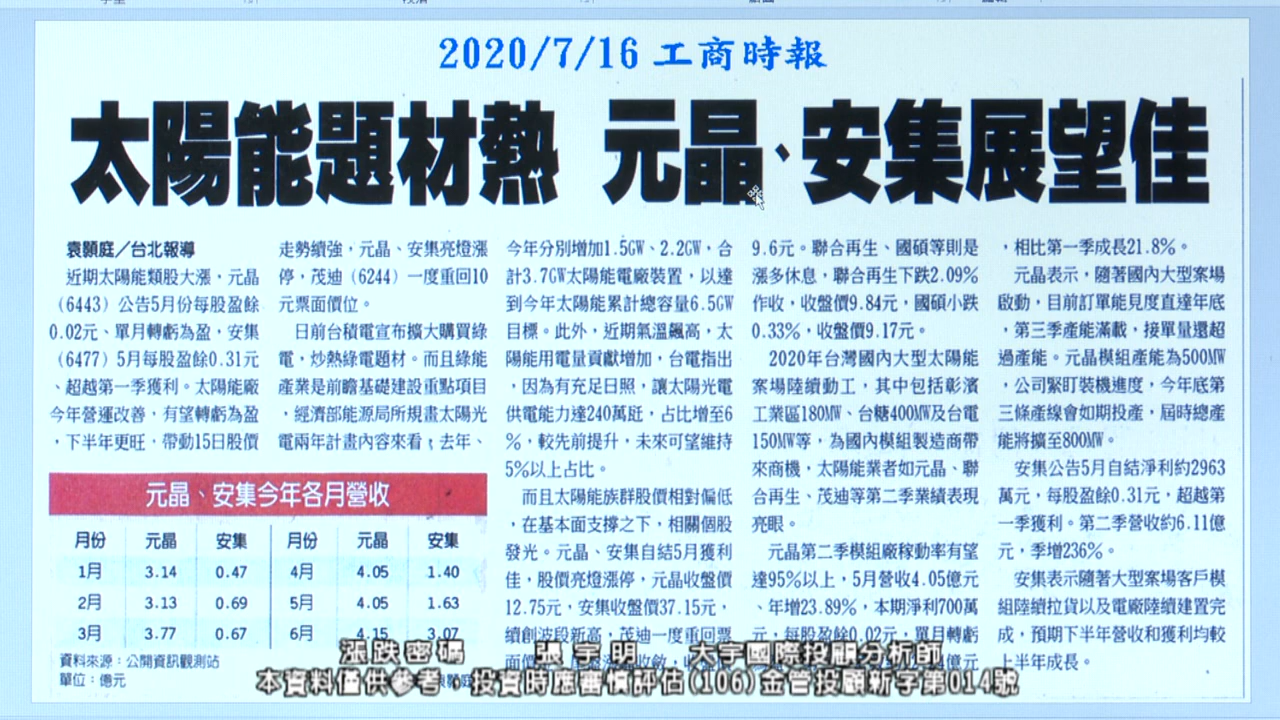 2020/7/16 工商時報
太陽能題材熱 元晶、安集展望佳
袁顥庭／台北報導
近期太陽能類股大漲，元晶
(6443) 公告5月份每股盈餘
0.02元、單月轉虧為盈，安集
(6477) 5月每股盈餘0.31元
、超越第一季獲利。太陽能廠
今年營運改善，有望轉虧為盈
，下半年更旺，帶動15日股價
走勢續強，元晶、安集亮燈漲
停，茂迪（6244）一度重回10
元票面價位。
日前台積電宣布擴大購買綠
電，炒熱綠電題材。而且綠能
產業是前瞻基礎建設重點項目
，經濟部能源局所規畫太陽光
電兩年計畫內容來看，去年、
元晶、安集今年各月營收
月份 元晶 安集 月份 元晶 安集
1月 3.14 0.47 4月 4.05 1.40
2月 3.13 0.69 5月 4.05 1.63
3月 3.77 0.67 6月 4.15 3.07
資料來源：公開資訊觀測站
單位：億元
今年分別增加1.5GW、2.2GW，合
計3.7GW太陽能電廠裝置，以達
到今年太陽能累計總容量6.5GW
目標。此外，近期氣溫飆高，太
陽能用電量貢獻增加，台電指出
，因為有充足日照，讓太陽光電
供電能力達240萬瓩，占比增至6
%，較先前提升，未來可望維持
5%以上占比。
而且太陽能族群股價相對偏低
，在基本面支撐之下，相關個股
發光。元晶、安集自結5月獲利
佳，股價亮燈漲停，元晶收盤價
12.75元，安集收盤價37.15元，
續創波段新高，茂迪一度重回票
9.6元。聯合再生、國碩等則是
漲多休息，聯合再生下跌2.09%
作收，收盤價9.84元，國碩小跌
0.33%，收盤價9.17元。
2020年台灣國內大型太陽能
案場陸續動工，其中包括彰濱
工業區180MW、台糖400MW及台電
150MW等，為國內模組製造商帶
來商機，太陽能業者如元晶、聯
合再生、茂迪等第二季業績表現
亮眼。
元晶第二季模組廠稼動率有望
達95%以上，5月營收4.05億元
、年增23.89%，本期淨利700萬
元，每股盈餘0.02元，單月轉虧
，相比第一季成長21.8%。
元晶表示，隨著國內大型案場
啟動，目前訂單能見度直達年底
，第三季產能滿載，接單量還超
過產能。元晶模組產能為500MW
，公司緊盯裝機進度，今年底第
三條產線會如期投產，屆時總產
能將擴至800MW。
安集公告5月自結淨利約2963
萬元，每股盈餘0.31元，超越第
一季獲利。第二季營收約6.11億
元，季增236%。
安集表示隨著大型案場客戶模
組陸續拉貨以及電廠陸續建置完
成，預期下半年營收和獲利均較
上半年成長。
漲跌密碼 張宇明 大宇國際投顧分析師
本資料僅供參考，投資時應審慎評估(106)金管投顧新字第014號